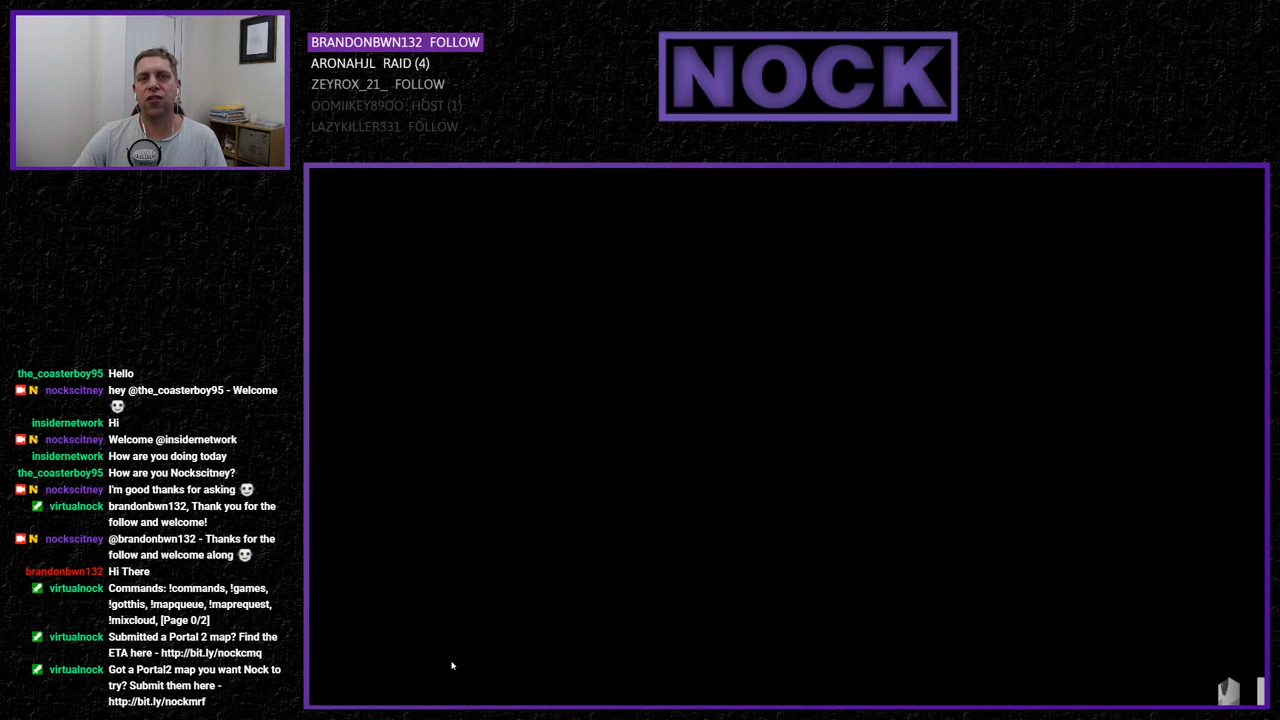 BRANDONBWN132 FOLLOW
ARONAHJL RAID (4)
ZEYROX_21_ FOLLOW
OOMIIKEY8900 HOST (1)
LAZYKILLER331 FOLLOW
NOCK
the_coasterboy95 Hello
nockscitney hey @the_coasterboy95 - Welcome
insidernetwork Hi
nockscitney Welcome @insidernetwork
insidernetwork How are you doing today
the_coasterboy95 How are you Nockscitney?
nockscitney I'm good thanks for asking
virtualnock brandonbwn132, Thank you for the
follow and welcome!
nockscitney @brandonbwn132 - Thanks for the
follow and welcome along
brandonbwn132 Hi There
virtualnock Commands: !commands, !games,
!gotthis, !mapqueue, !maprequest,
!mixcloud, [Page 0/2]
virtualnock Submitted a Portal 2 map? Find the
ETA here - http://bit.ly/nockcmq
virtualnock Got a Portal2 map you want Nock to
try? Submit them here -
http://bit.ly/nockmrf